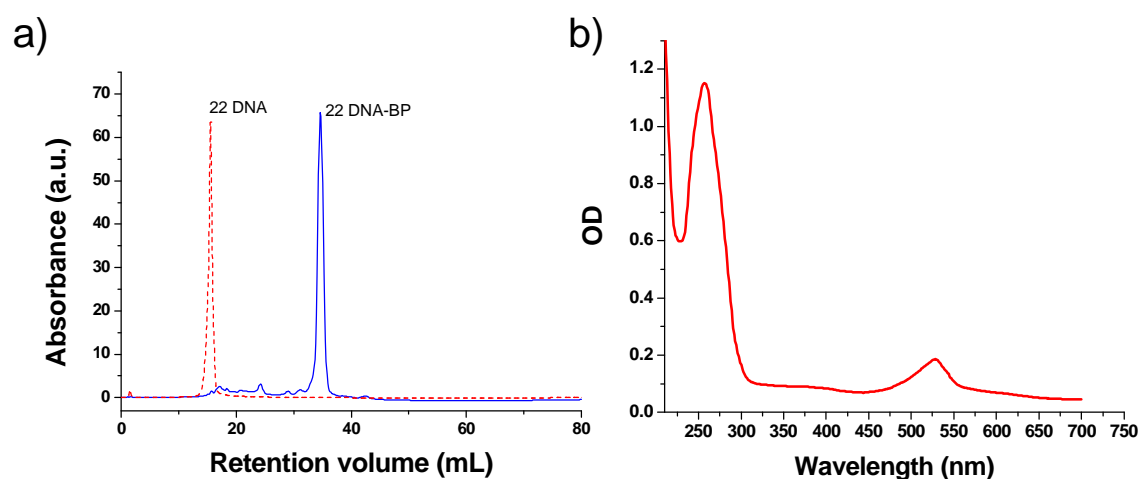 a)
22 DNA
22 DNA-BP
70
60
50
40
30
20
10
0
0 20 40 60 80
Absorbance (a.u.)
Retention volume (mL)
b)
1.2
1.0
0.8
0.6
0.4
0.2
0.0
250 300 350 400 450 500 550 600 650 700 750
OD
Wavelength (nm)